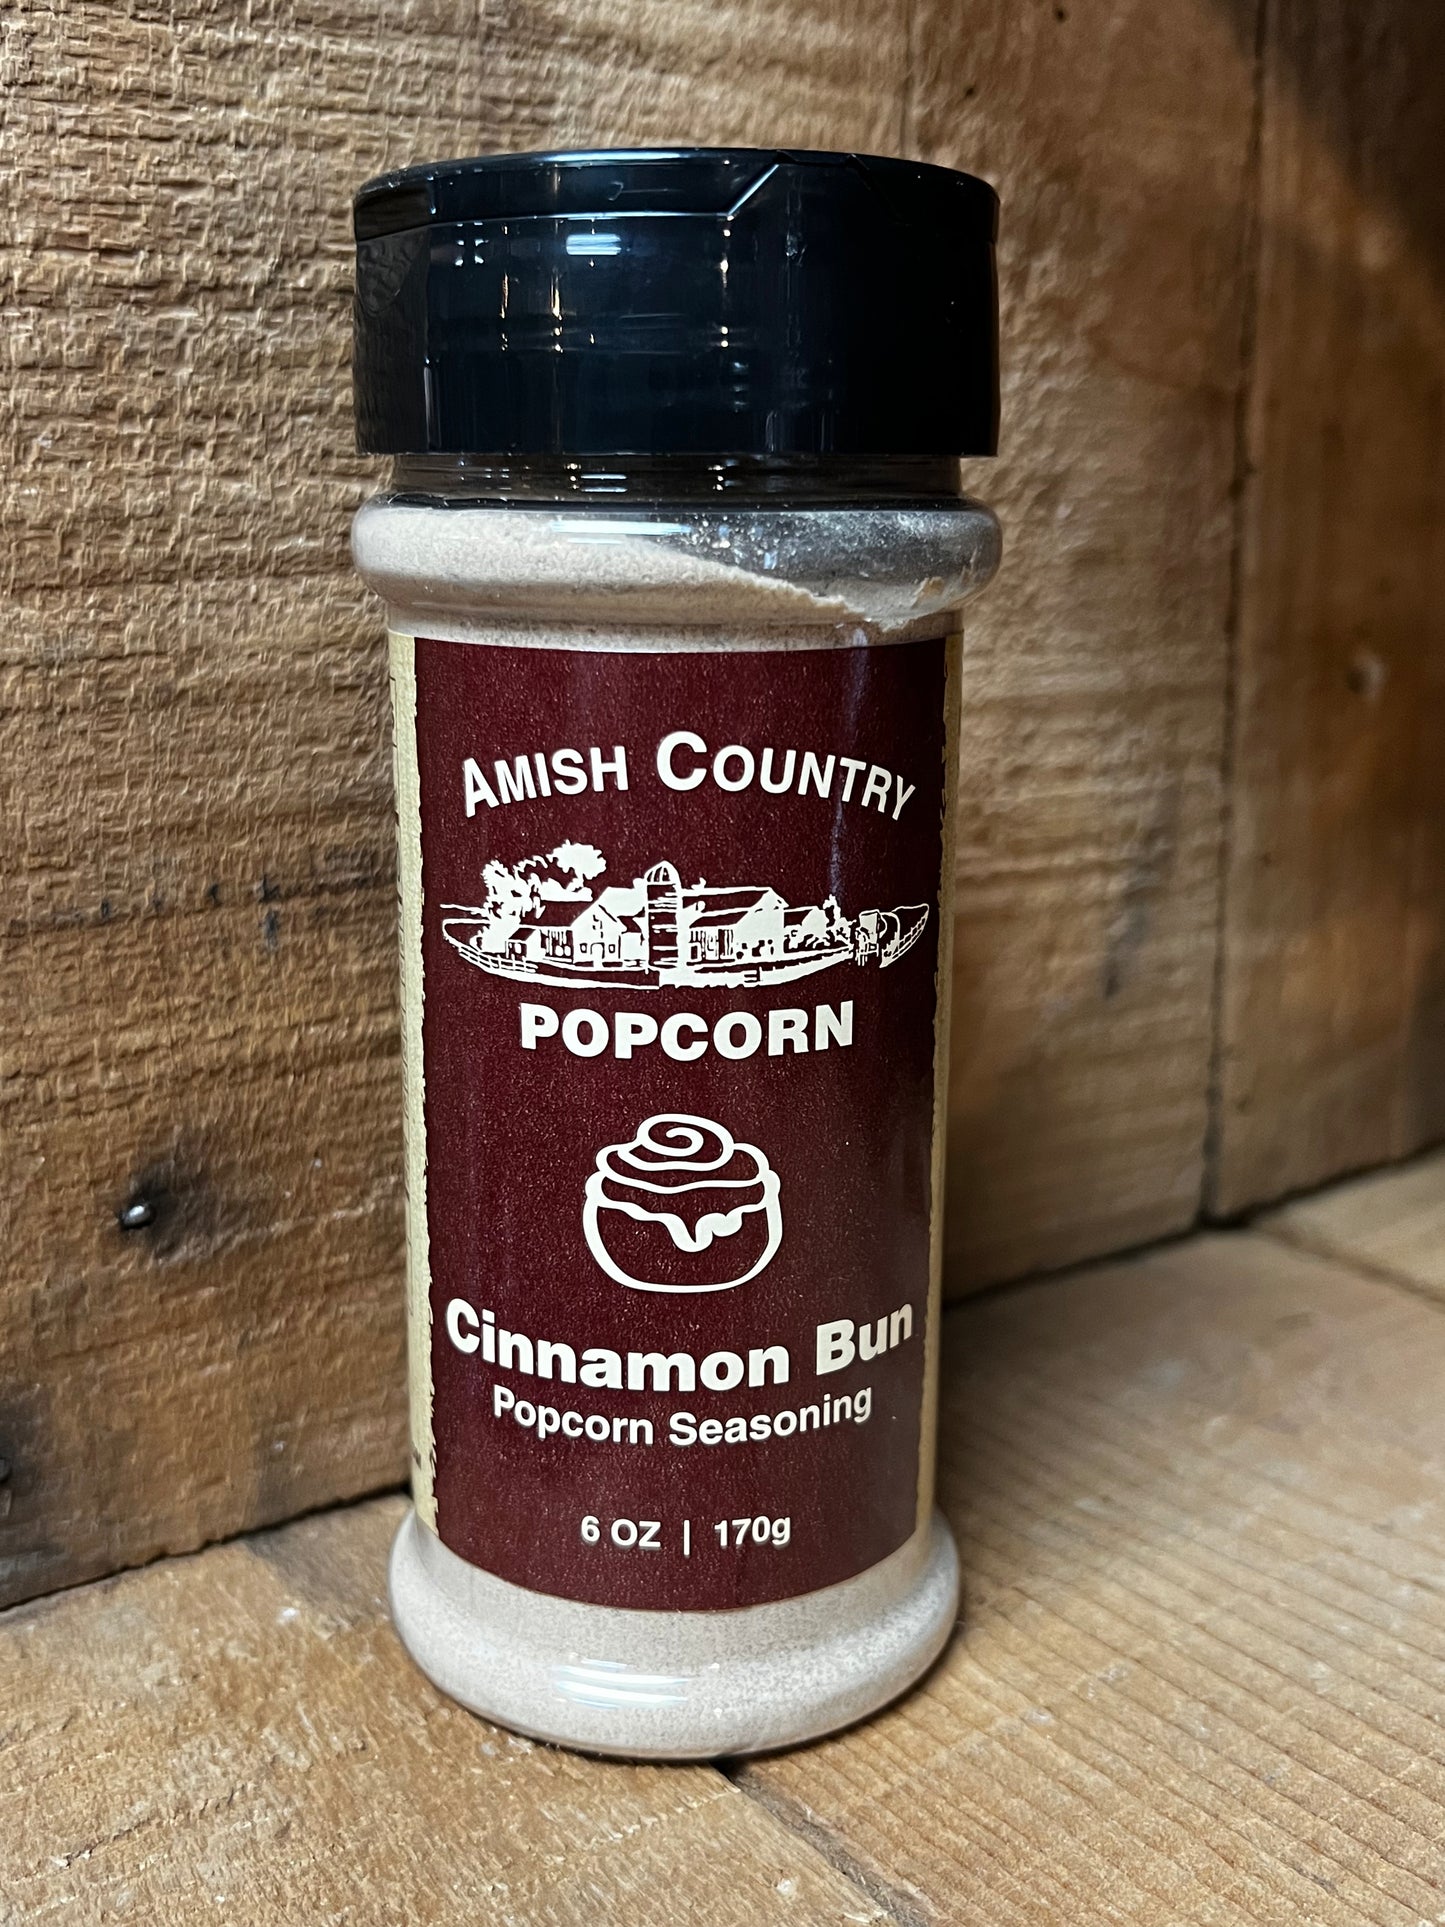 AMISH COUNTRY
POPCORN
Cinnamon Bun
Popcorn Seasoning
6 OZ | 170g